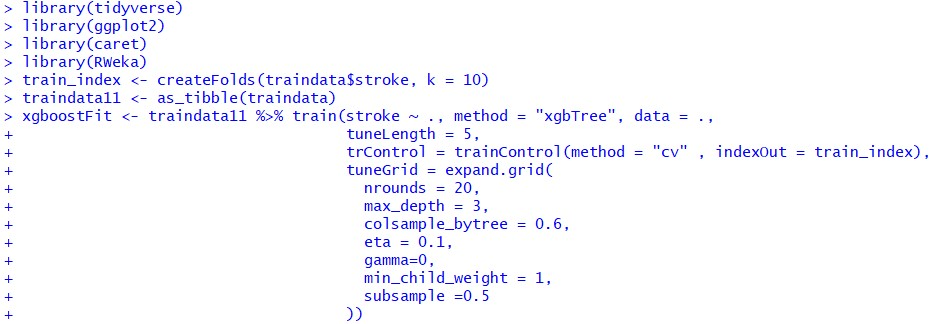 > library(tidyverse)
> library(ggplot2)
> library(caret)
> library(RWeka)
> train_index <- createFolds(traindata$stroke, k = 10)
> traindata11 <- as_tibble(traindata)
> xgboostFit <- traindata11 %>% train(stroke ~ ., method = "xgbTree", data = .,
+                                     tuneLength = 5,
+                                     trControl = trainControl(method = "cv" , indexOut = train_index),
+                                     tuneGrid = expand.grid(
+                                       nrounds = 20,
+                                       max_depth = 3,
+                                       colsample_bytree = 0.6,
+                                       eta = 0.1,
+                                       gamma=0,
+                                       min_child_weight = 1,
+                                       subsample =0.5
+                                     ))